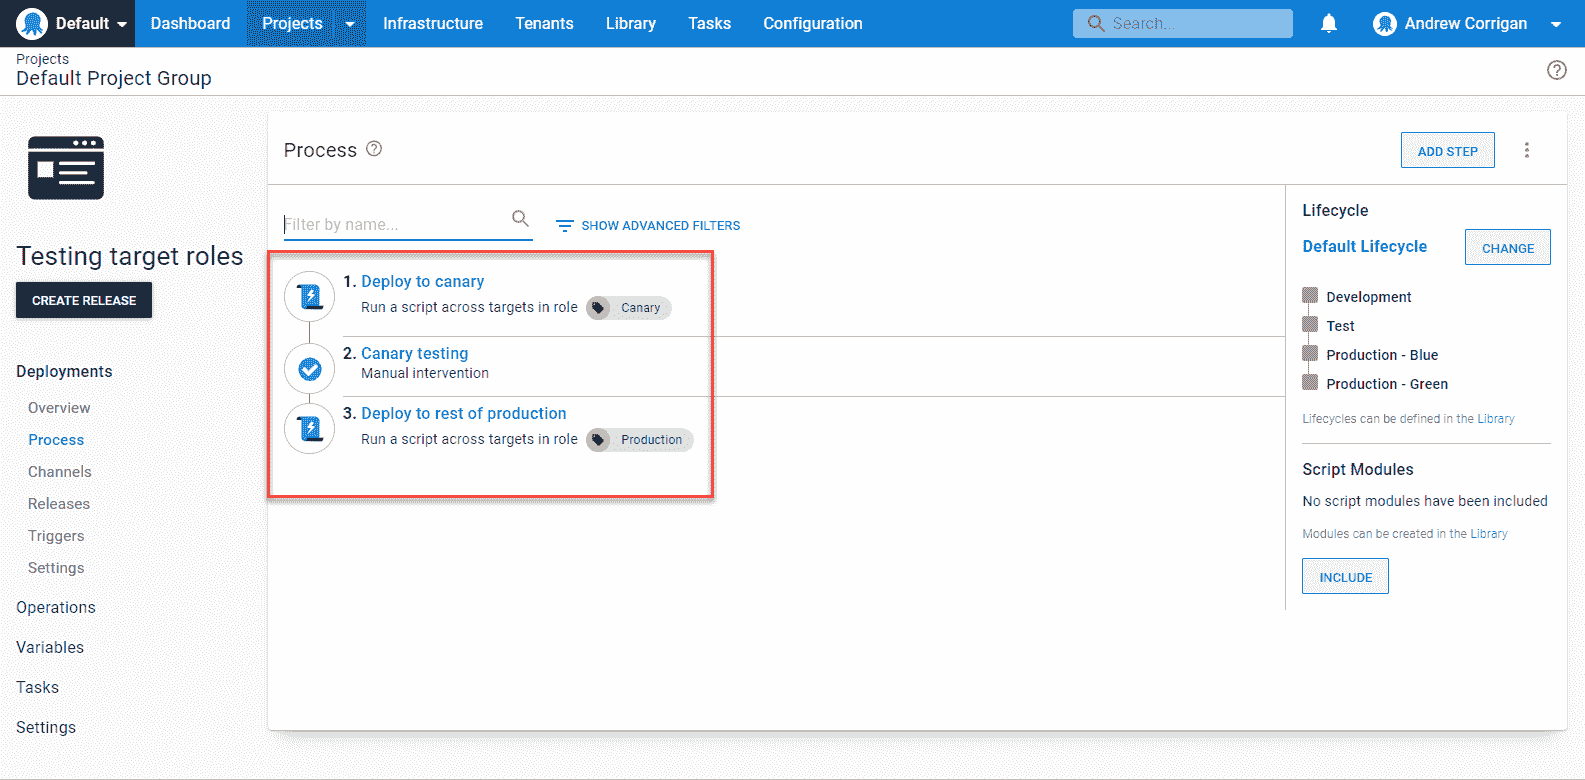 Default Dashboard Projects Infrastructure Tenants Library Tasks Configuration Search... Andrew Corrigan
Projects
Default Project Group
Testing target roles
CREATE RELEASE
Deployments
Overview
Process
Channels
Releases
Triggers
Settings
Operations
Variables
Tasks
Settings
Process
ADD STEP
Filter by name...
SHOW ADVANCED FILTERS
1. Deploy to canary
Run a script across targets in role Canary
2. Canary testing
Manual intervention
3. Deploy to rest of production
Run a script across targets in role Production
Lifecycle
Default Lifecycle
CHANGE
Development
Test
Production - Blue
Production - Green
Lifecycles can be defined in the Library
Script Modules
No script modules have been included
Modules can be created in the Library
INCLUDE